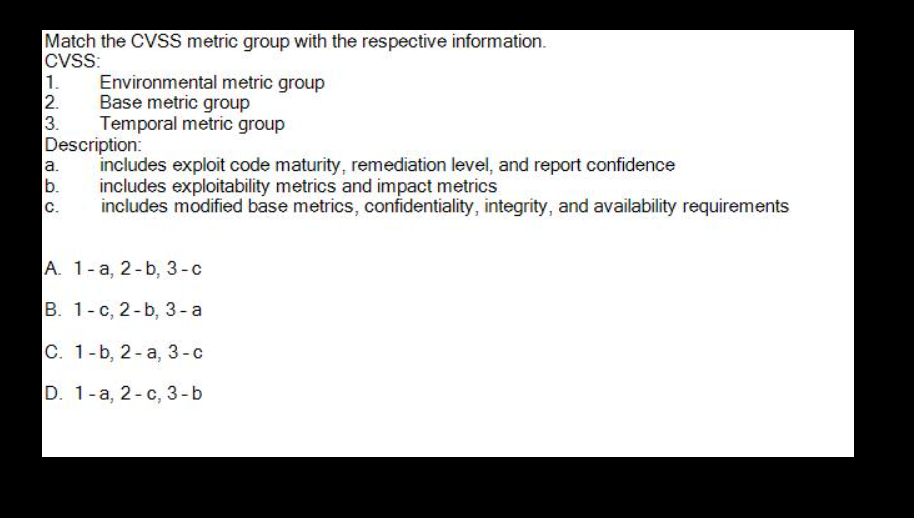 Match the CVSS metric group with the respective information.
CVSS:
1. Environmental metric group
2. Base metric group
3. Temporal metric group
Description:
a. includes exploit code maturity, remediation level, and report confidence
b. includes exploitability metrics and impact metrics
c. includes modified base metrics, confidentiality, integrity, and availability requirements
A. 1 - a, 2 - b, 3 - c
B. 1 - c, 2 - b, 3 - a
C. 1 - b, 2 - a, 3 - c
D. 1 - a, 2 - c, 3 - b